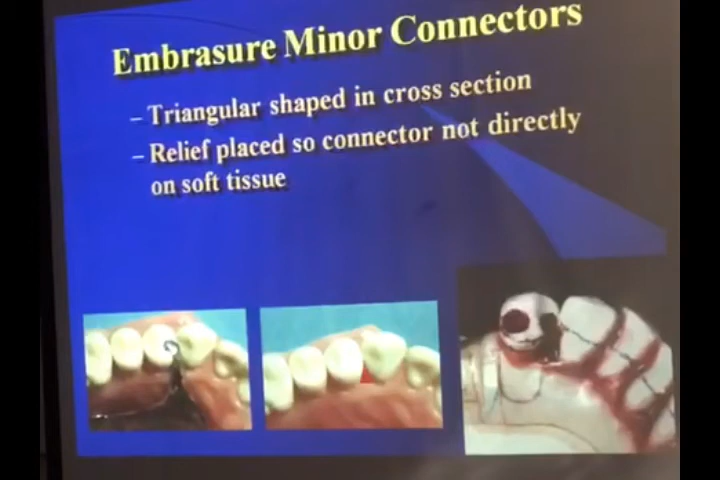 Embrasure Minor Connectors
– Triangular shaped in cross section
– Relief placed so connector not directly
on soft tissue